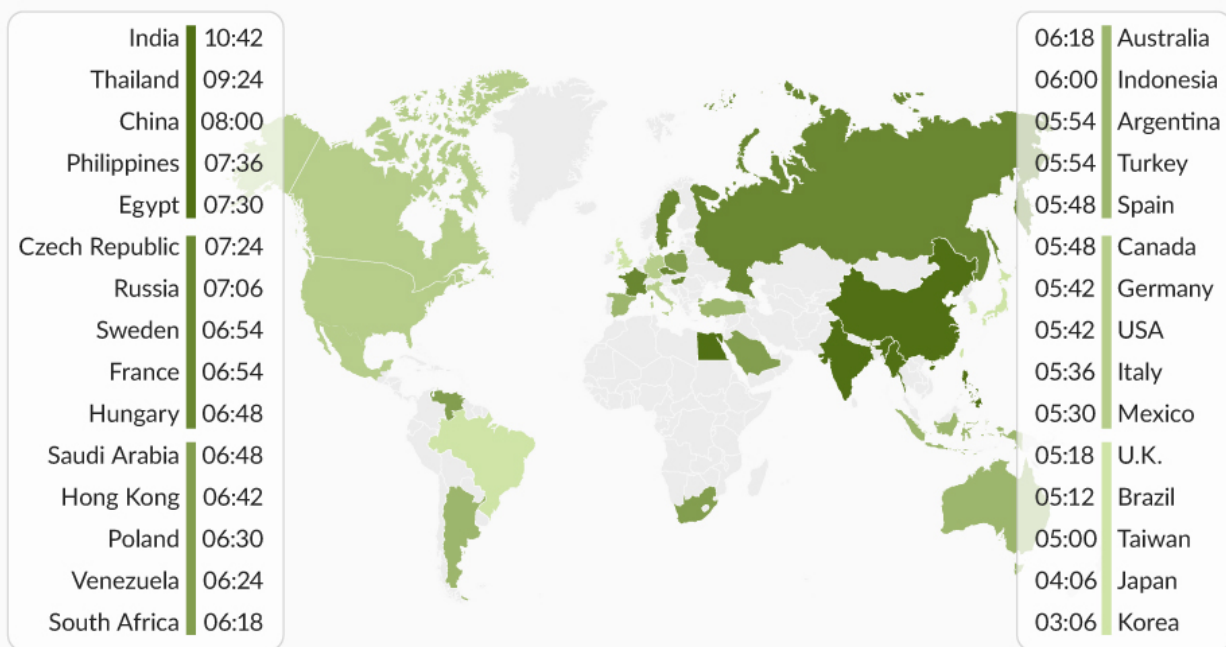 India 10:42
Thailand 09:24
China 08:00
Philippines 07:36
Egypt 07:30
Czech Republic 07:24
Russia 07:06
Sweden 06:54
France 06:54
Hungary 06:48
Saudi Arabia 06:48
Hong Kong 06:42
Poland 06:30
Venezuela 06:24
South Africa 06:18
06:18 Australia
06:00 Indonesia
05:54 Argentina
05:54 Turkey
05:48 Spain
05:48 Canada
05:42 Germany
05:42 USA
05:36 Italy
05:30 Mexico
05:18 U.K.
05:12 Brazil
05:00 Taiwan
04:06 Japan
03:06 Korea